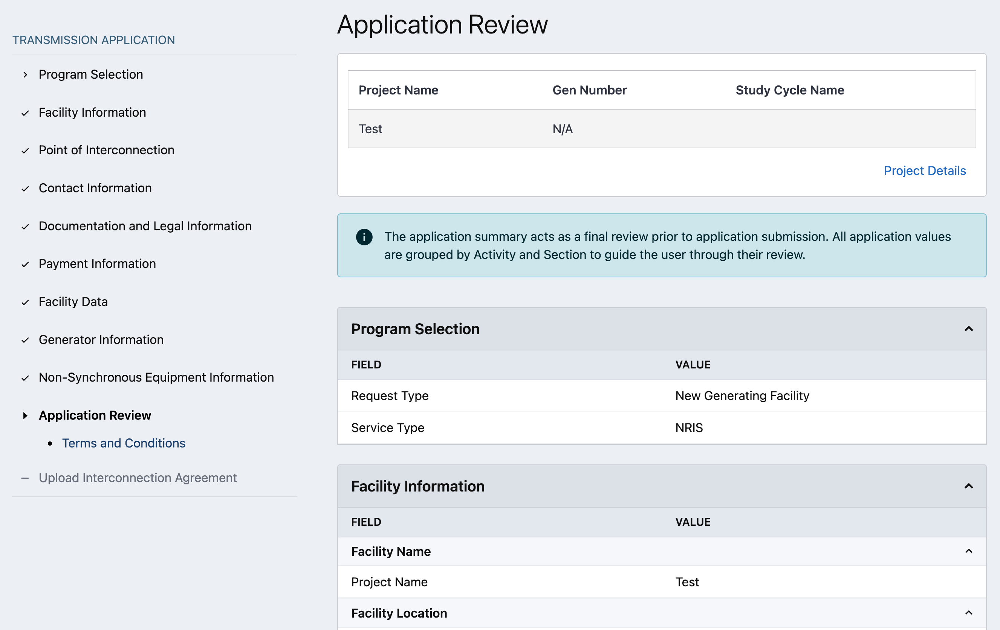 TRANSMISSION APPLICATION
Program Selection
Facility Information
Point of Interconnection
Contact Information
Documentation and Legal Information
Payment Information
Facility Data
Generator Information
Non-Synchronous Equipment Information
Application Review
Terms and Conditions
Upload Interconnection Agreement
Application Review
Project Name Gen Number Study Cycle Name
Test N/A
Project Details
The application summary acts as a final review prior to application submission. All application values
are grouped by Activity and Section to guide the user through their review.
Program Selection
FIELD VALUE
Request Type New Generating Facility
Service Type NRIS
Facility Information
FIELD VALUE
Facility Name
Project Name Test
Facility Location